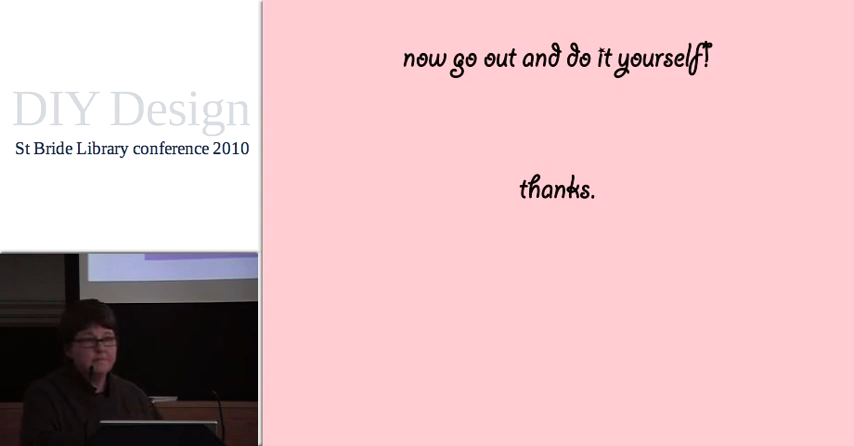 DIY Design
St Bride Library conference 2010
now go out and do it yourself!
thanks.